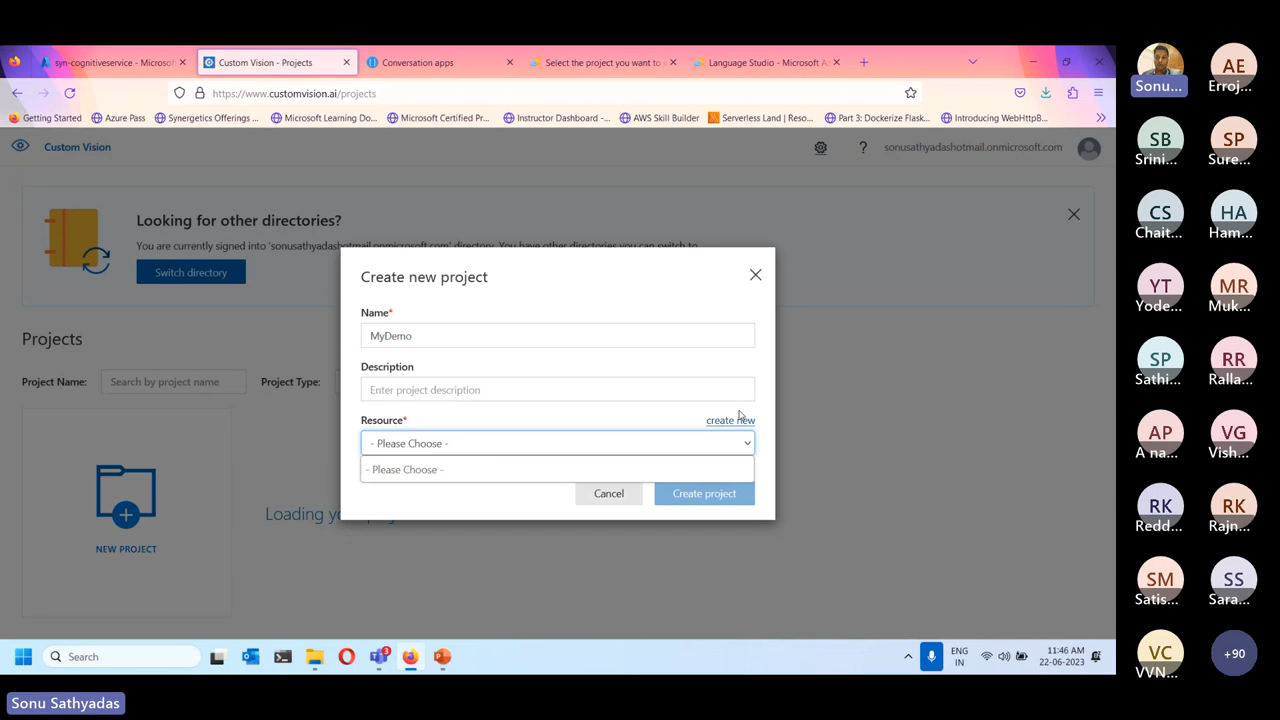 syn-cognitiveservice - Microsof
Custom Vision - Projects
Conversation apps
Select the project you want to
Language Studio - Microsoft A
https://www.customvision.ai/projects
Getting Started
Azure Pass
Synergetics Offerings ...
Microsoft Learning Do...
Microsoft Certified Pr...
Instructor Dashboard -...
AWS Skill Builder
Serverless Land | Reso...
Part 3: Dockerize Flask...
Introducing WebHttpB...
Custom Vision
?
sonusathyadashotmail.onmicrosoft.com
Looking for other directories?
You are currently signed into 'sonusathyadashotmail.onmicrosoft.com' directory. You have other directories you can switch to
Switch directory
Projects
Project Name:
Search by project name
Project Type:
NEW PROJECT
Loading yo
Create new project
Name*
MyDemo
Description
Enter project description
Resource*
create new
- Please Choose -
- Please Choose -
Cancel
Create project
Search
3
ENG
IN
11:46 AM
22-06-2023
Sonu Sathyadas
Sonu...
AE
Erroj...
SB
Srini...
SP
Sure...
CS
Chait...
HA
Ham...
YT
Yode...
MR
Muk...
SP
Sathi...
RR
Ralla...
AP
A na...
VG
Vish...
RK
Redd...
RK
Rajn...
SM
Satis...
SS
Sara...
VC
VVN...
+90